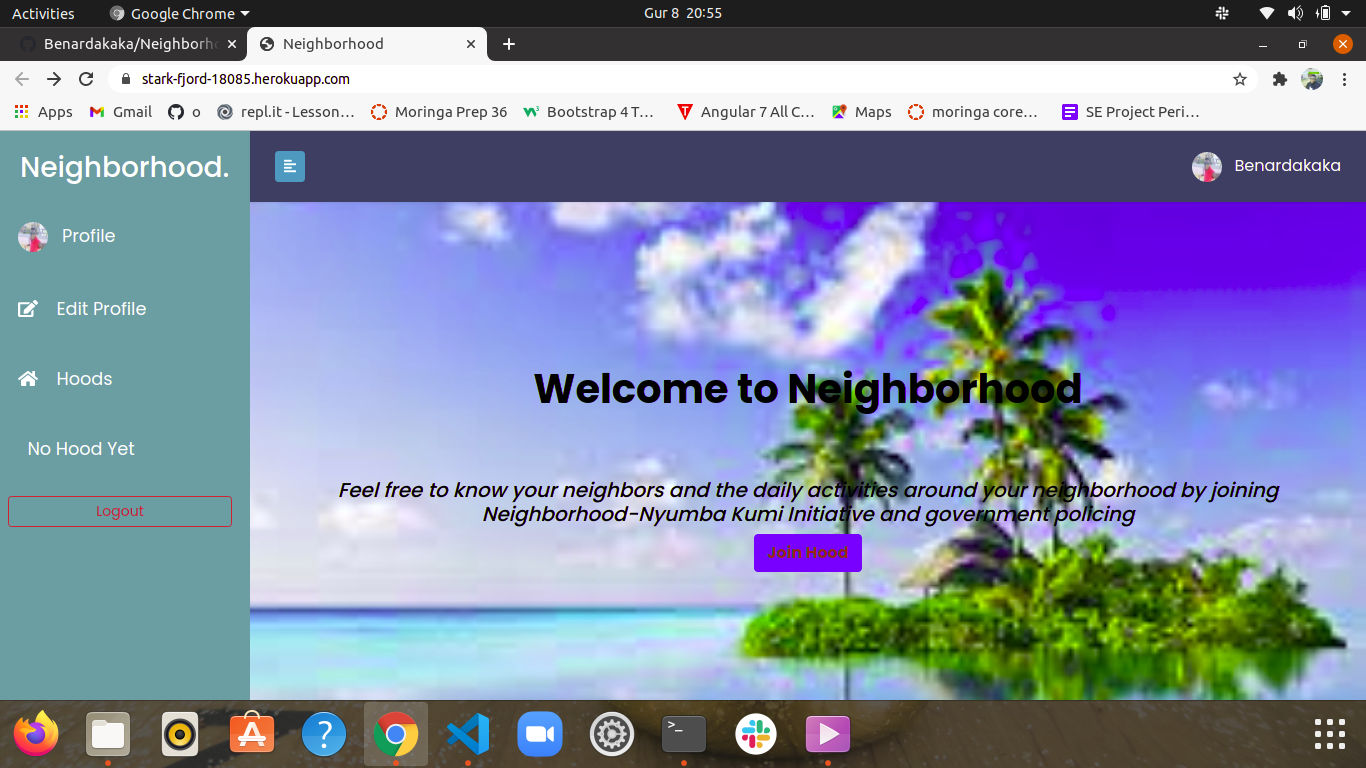 Activities
Google Chrome
Gur 8 20:55
Benardakaka/Neighborho
Neighborhood
stark-fjord-18085.herokuapp.com
Apps
Gmail
o
repl.it - Lesson…
Moringa Prep 36
Bootstrap 4 T…
Angular 7 All C…
Maps
moringa core…
SE Project Peri…
Neighborhood.
Benardakaka
Profile
Edit Profile
Hoods
No Hood Yet
Logout
Welcome to Neighborhood
Feel free to know your neighbors and the daily activities around your neighborhood by joining
Neighborhood-Nyumba Kumi Initiative and government policing
Join Hood